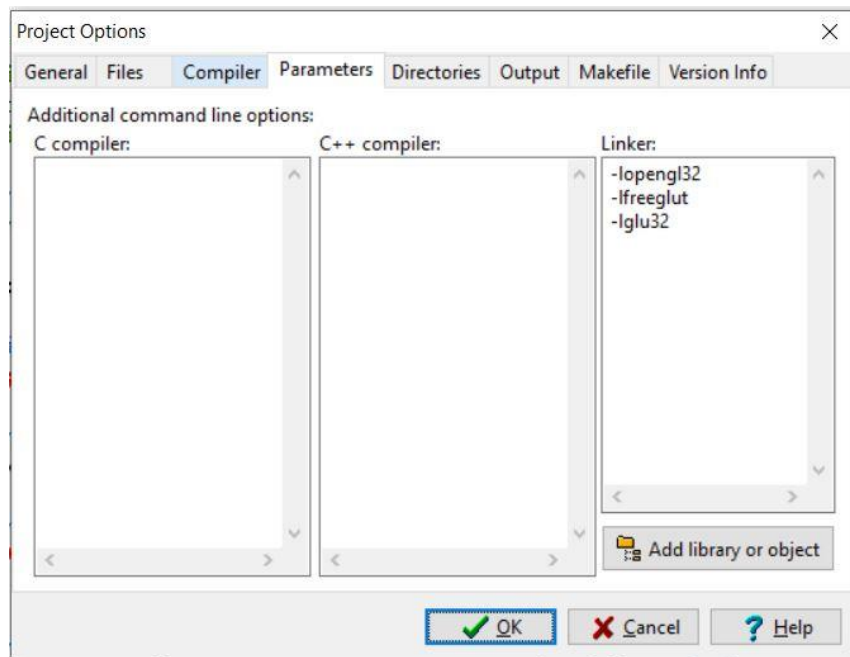 Project Options
General Files Compiler Parameters Directories Output Makefile Version Info
Additional command line options:
C compiler: C++ compiler: Linker:
-lopengl32
-lfreeglut
-lglu32
Add library or object
OK Cancel Help